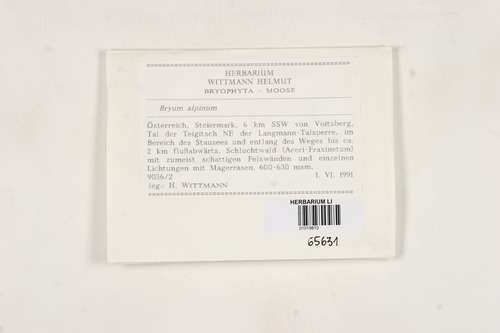 HERBARIUM
WITTMANN HELMUT
BRYOPHYTA - MOOSE
Bryum alpinum
Österreich, Steiermark, 6 km SSW von Voitsberg,
Tal der Teigitsch NE der Langmann-Talsperre, im
Bereich des Stausees und entlang des Weges bis ca.
2 km flußabwärts, Schluchtwald (Aceri-Fraxinetum)
mit zumeist schattigen Felswänden und einzelnen
Lichtungen mit Magerrasen, 600-630 msm.
9056/2 1. VI. 1991
leg.: H. WITTMANN
HERBARIUM LI
01019810
65631